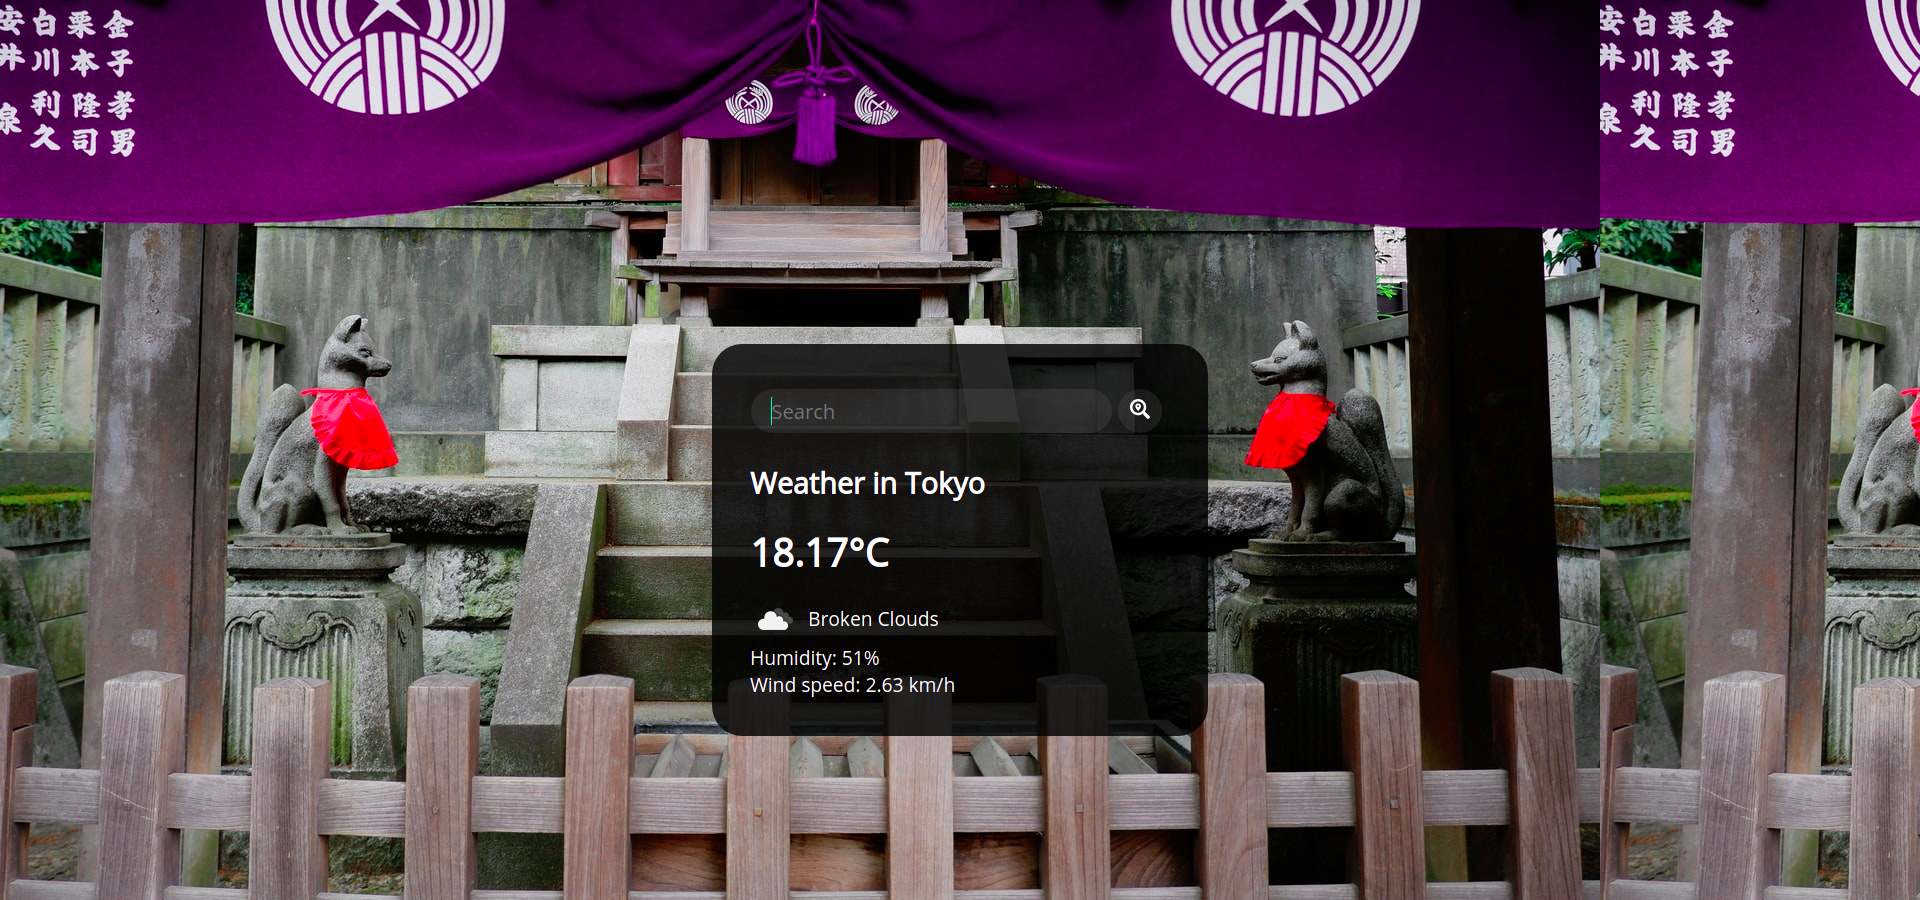 金子孝男
栗本隆司
白川利久
安井 泉
金子孝男
栗本隆司
白川利久
安井 泉
Search
Weather in Tokyo
18.17°C
Broken Clouds
Humidity: 51%
Wind speed: 2.63 km/h